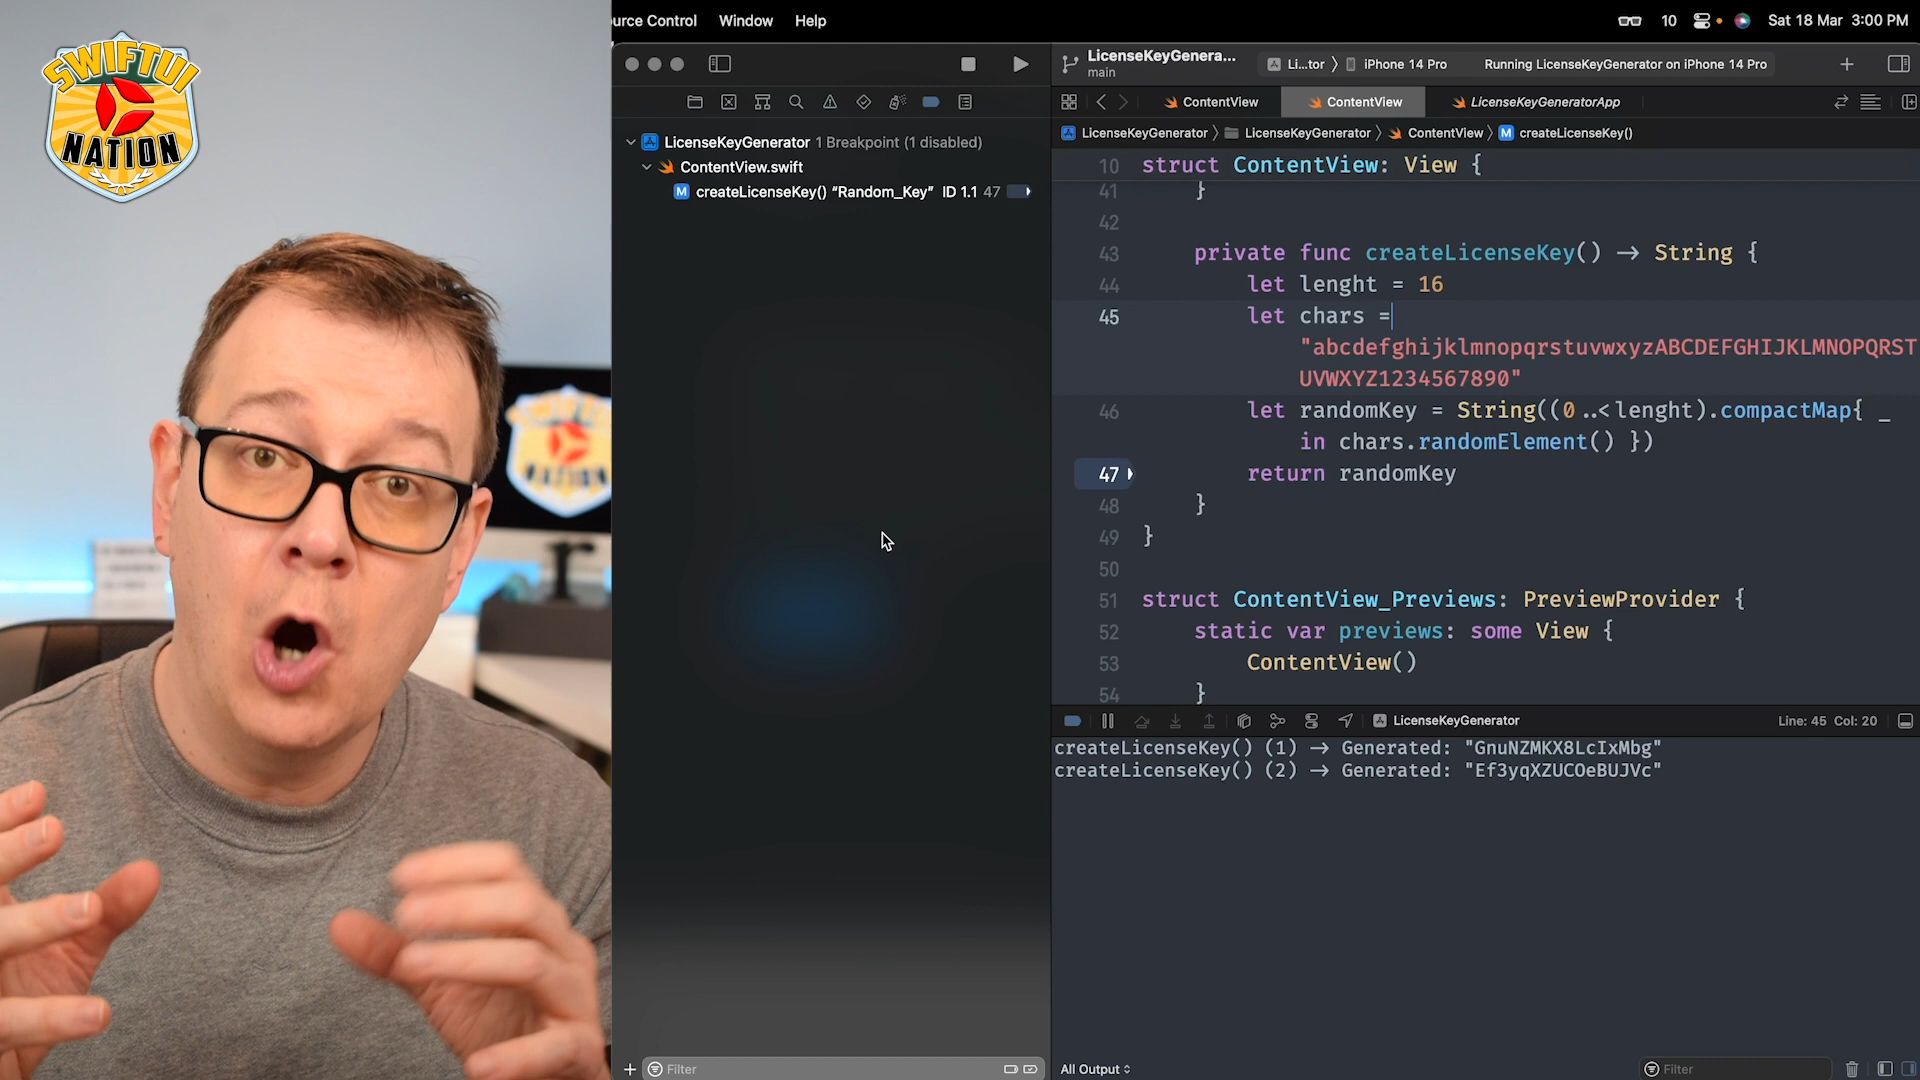 SWIFTUI
NATION
SWIFTUI
NATION
urce Control Window Help
10 Sat 18 Mar 3:00 PM
LicenseKeyGenera...
main
Li...tor iPhone 14 Pro Running LicenseKeyGenerator on iPhone 14 Pro
ContentView ContentView LicenseKeyGeneratorApp
LicenseKeyGenerator LicenseKeyGenerator ContentView M createLicenseKey()
LicenseKeyGenerator 1 Breakpoint (1 disabled)
ContentView.swift
M createLicenseKey() “Random_Key” ID 1.1 47
10 struct ContentView: View {
41 }
42
43 private func createLicenseKey() -> String {
44 let lenght = 16
45 let chars =
"abcdefghijklmnopqrstuvwxyzABCDEFGHIJKLMNOPQRST
UVWXYZ1234567890"
46 let randomKey = String((0..<lenght).compactMap{ _
in chars.randomElement() })
47 return randomKey
48 }
49 }
50
51 struct ContentView_Previews: PreviewProvider {
52 static var previews: some View {
53 ContentView()
54 }
LicenseKeyGenerator Line: 45 Col: 20
createLicenseKey() (1) -> Generated: "GnuNZMKX8LcIxMbg"
createLicenseKey() (2) -> Generated: "Ef3yqXZUCOeBUJVc"
Filter
All Output
Filter